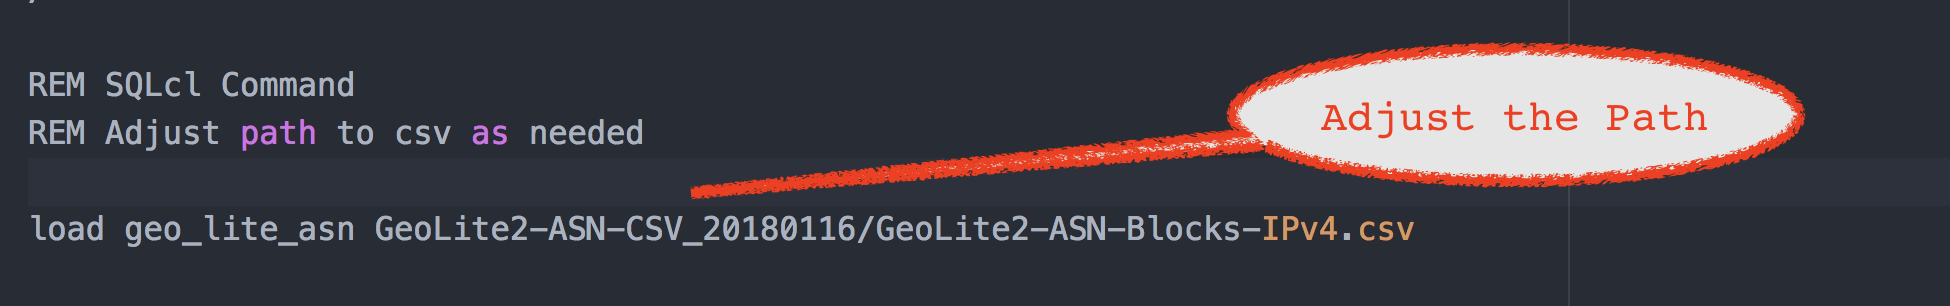 REM SQLcl Command
REM Adjust path to csv as needed
Adjust the Path
load geo_lite_asn GeoLite2-ASN-CSV_20180116/GeoLite2-ASN-Blocks-IPv4.csv